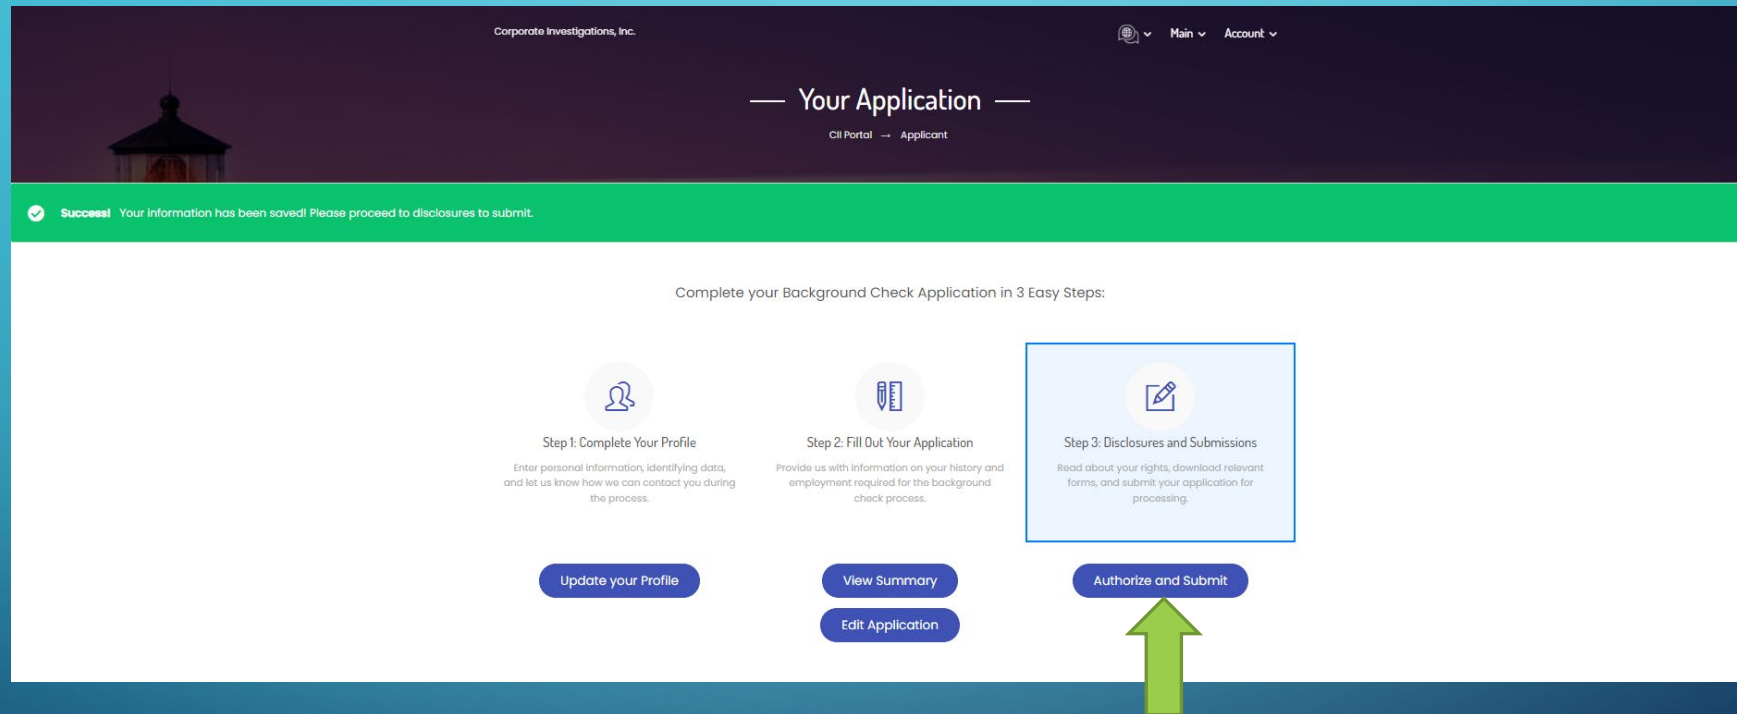 Corporate Investigations, Inc.
Main
Account
Your Application
CII Portal → Applicant
Success! Your information has been saved! Please proceed to disclosures to submit.
Complete your Background Check Application in 3 Easy Steps:
Step 1: Complete Your Profile
Enter personal information, identifying data,
and let us know how we can contact you during
the process.
Update your Profile
Step 2: Fill Out Your Application
Provide us with information on your history and
employment required for the background
check process.
View Summary
Edit Application
Step 3: Disclosures and Submissions
Read about your rights, download relevant
forms, and submit your application for
processing.
Authorize and Submit